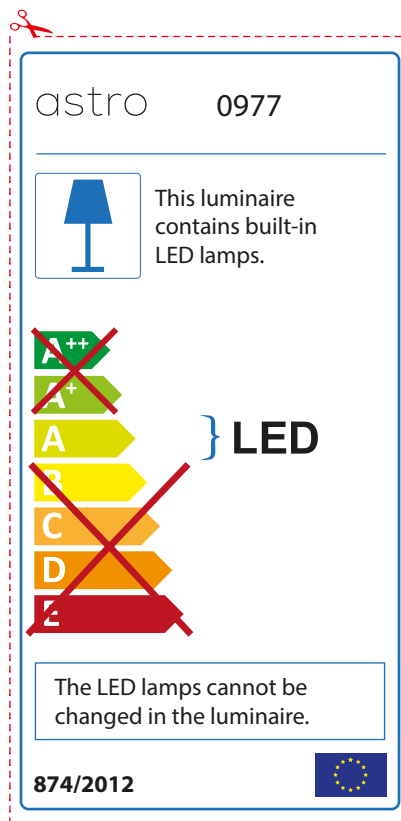 astro 0977
This luminaire
contains built-in
LED lamps.
A++
A+
A
LED
B
C
D
E
The LED lamps cannot be
changed in the luminaire.
874/2012